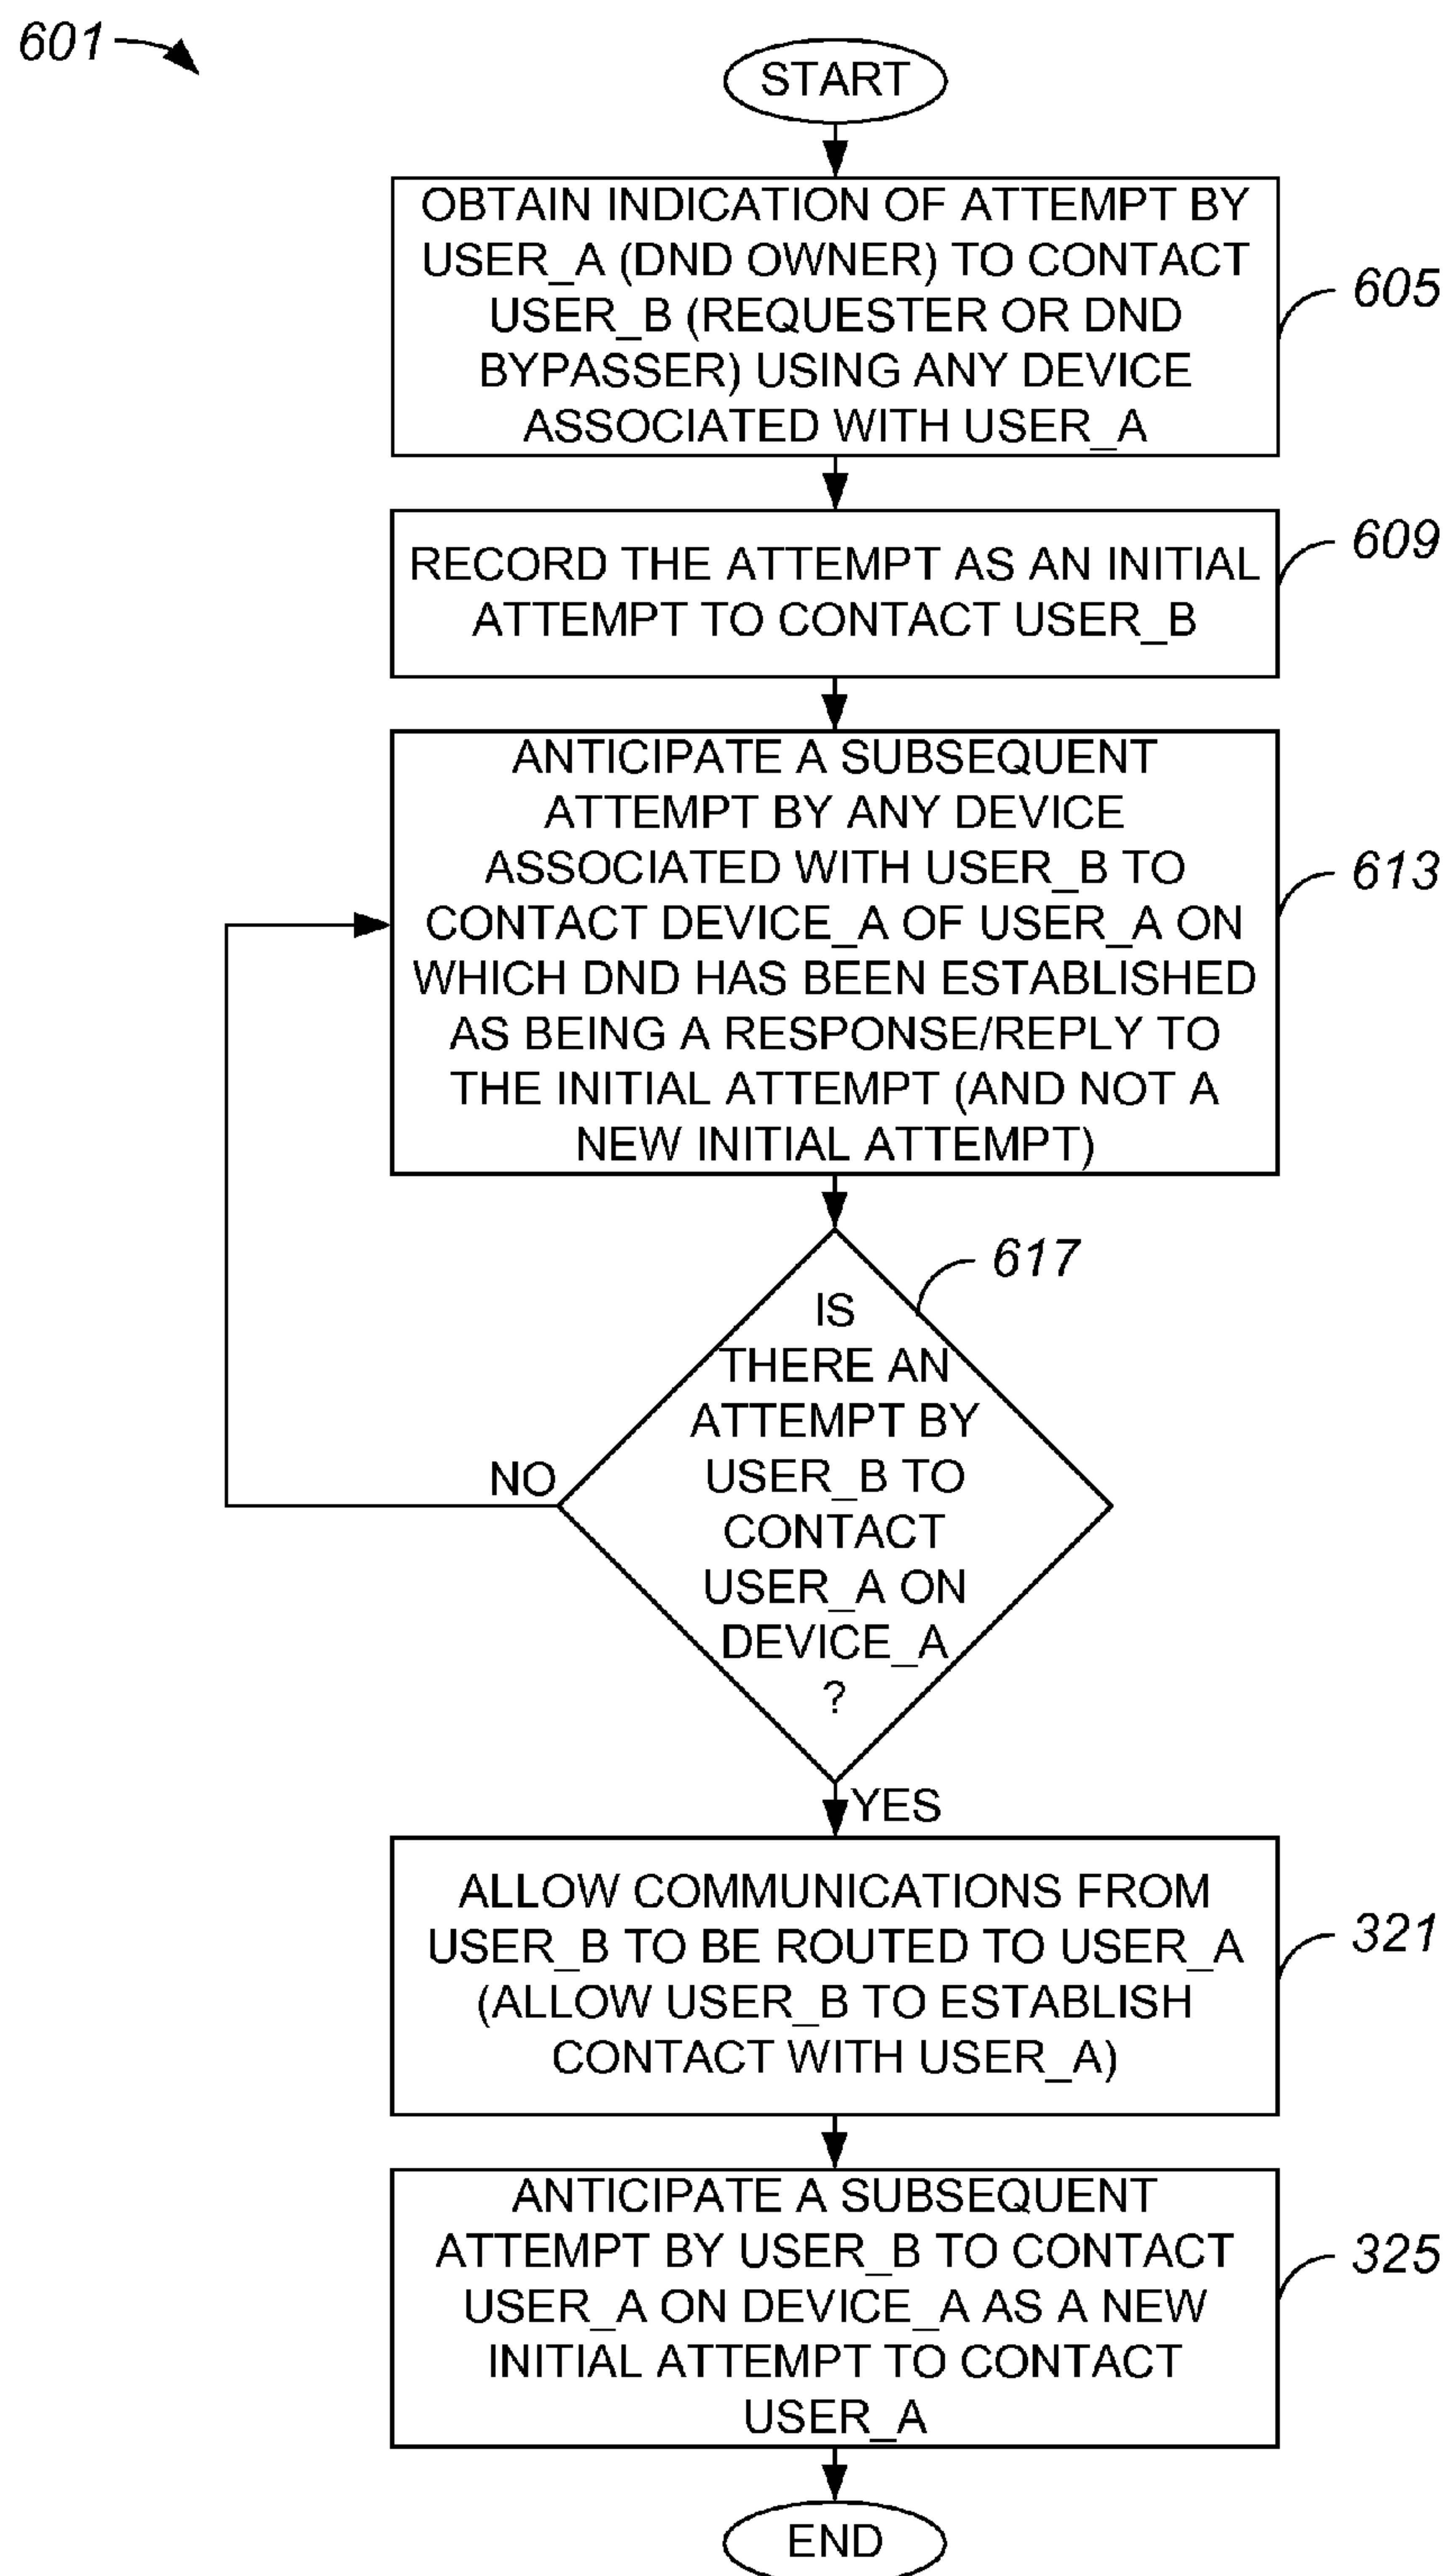 601
START
OBTAIN INDICATION OF ATTEMPT BY
USER_A (DND OWNER) TO CONTACT
USER_B (REQUESTER OR DND
BYPASSER) USING ANY DEVICE
ASSOCIATED WITH USER_A
605
RECORD THE ATTEMPT AS AN INITIAL
ATTEMPT TO CONTACT USER_B
609
ANTICIPATE A SUBSEQUENT
ATTEMPT BY ANY DEVICE
ASSOCIATED WITH USER_B TO
CONTACT DEVICE_A OF USER_A ON
WHICH DND HAS BEEN ESTABLISHED
AS BEING A RESPONSE/REPLY TO
THE INITIAL ATTEMPT (AND NOT A
NEW INITIAL ATTEMPT)
613
617
IS
THERE AN
ATTEMPT BY
USER_B TO
CONTACT
USER_A ON
DEVICE_A
?
NO
YES
ALLOW COMMUNICATIONS FROM
USER_B TO BE ROUTED TO USER_A
(ALLOW USER_B TO ESTABLISH
CONTACT WITH USER_A)
321
ANTICIPATE A SUBSEQUENT
ATTEMPT BY USER_B TO CONTACT
USER_A ON DEVICE_A AS A NEW
INITIAL ATTEMPT TO CONTACT
USER_A
325
END